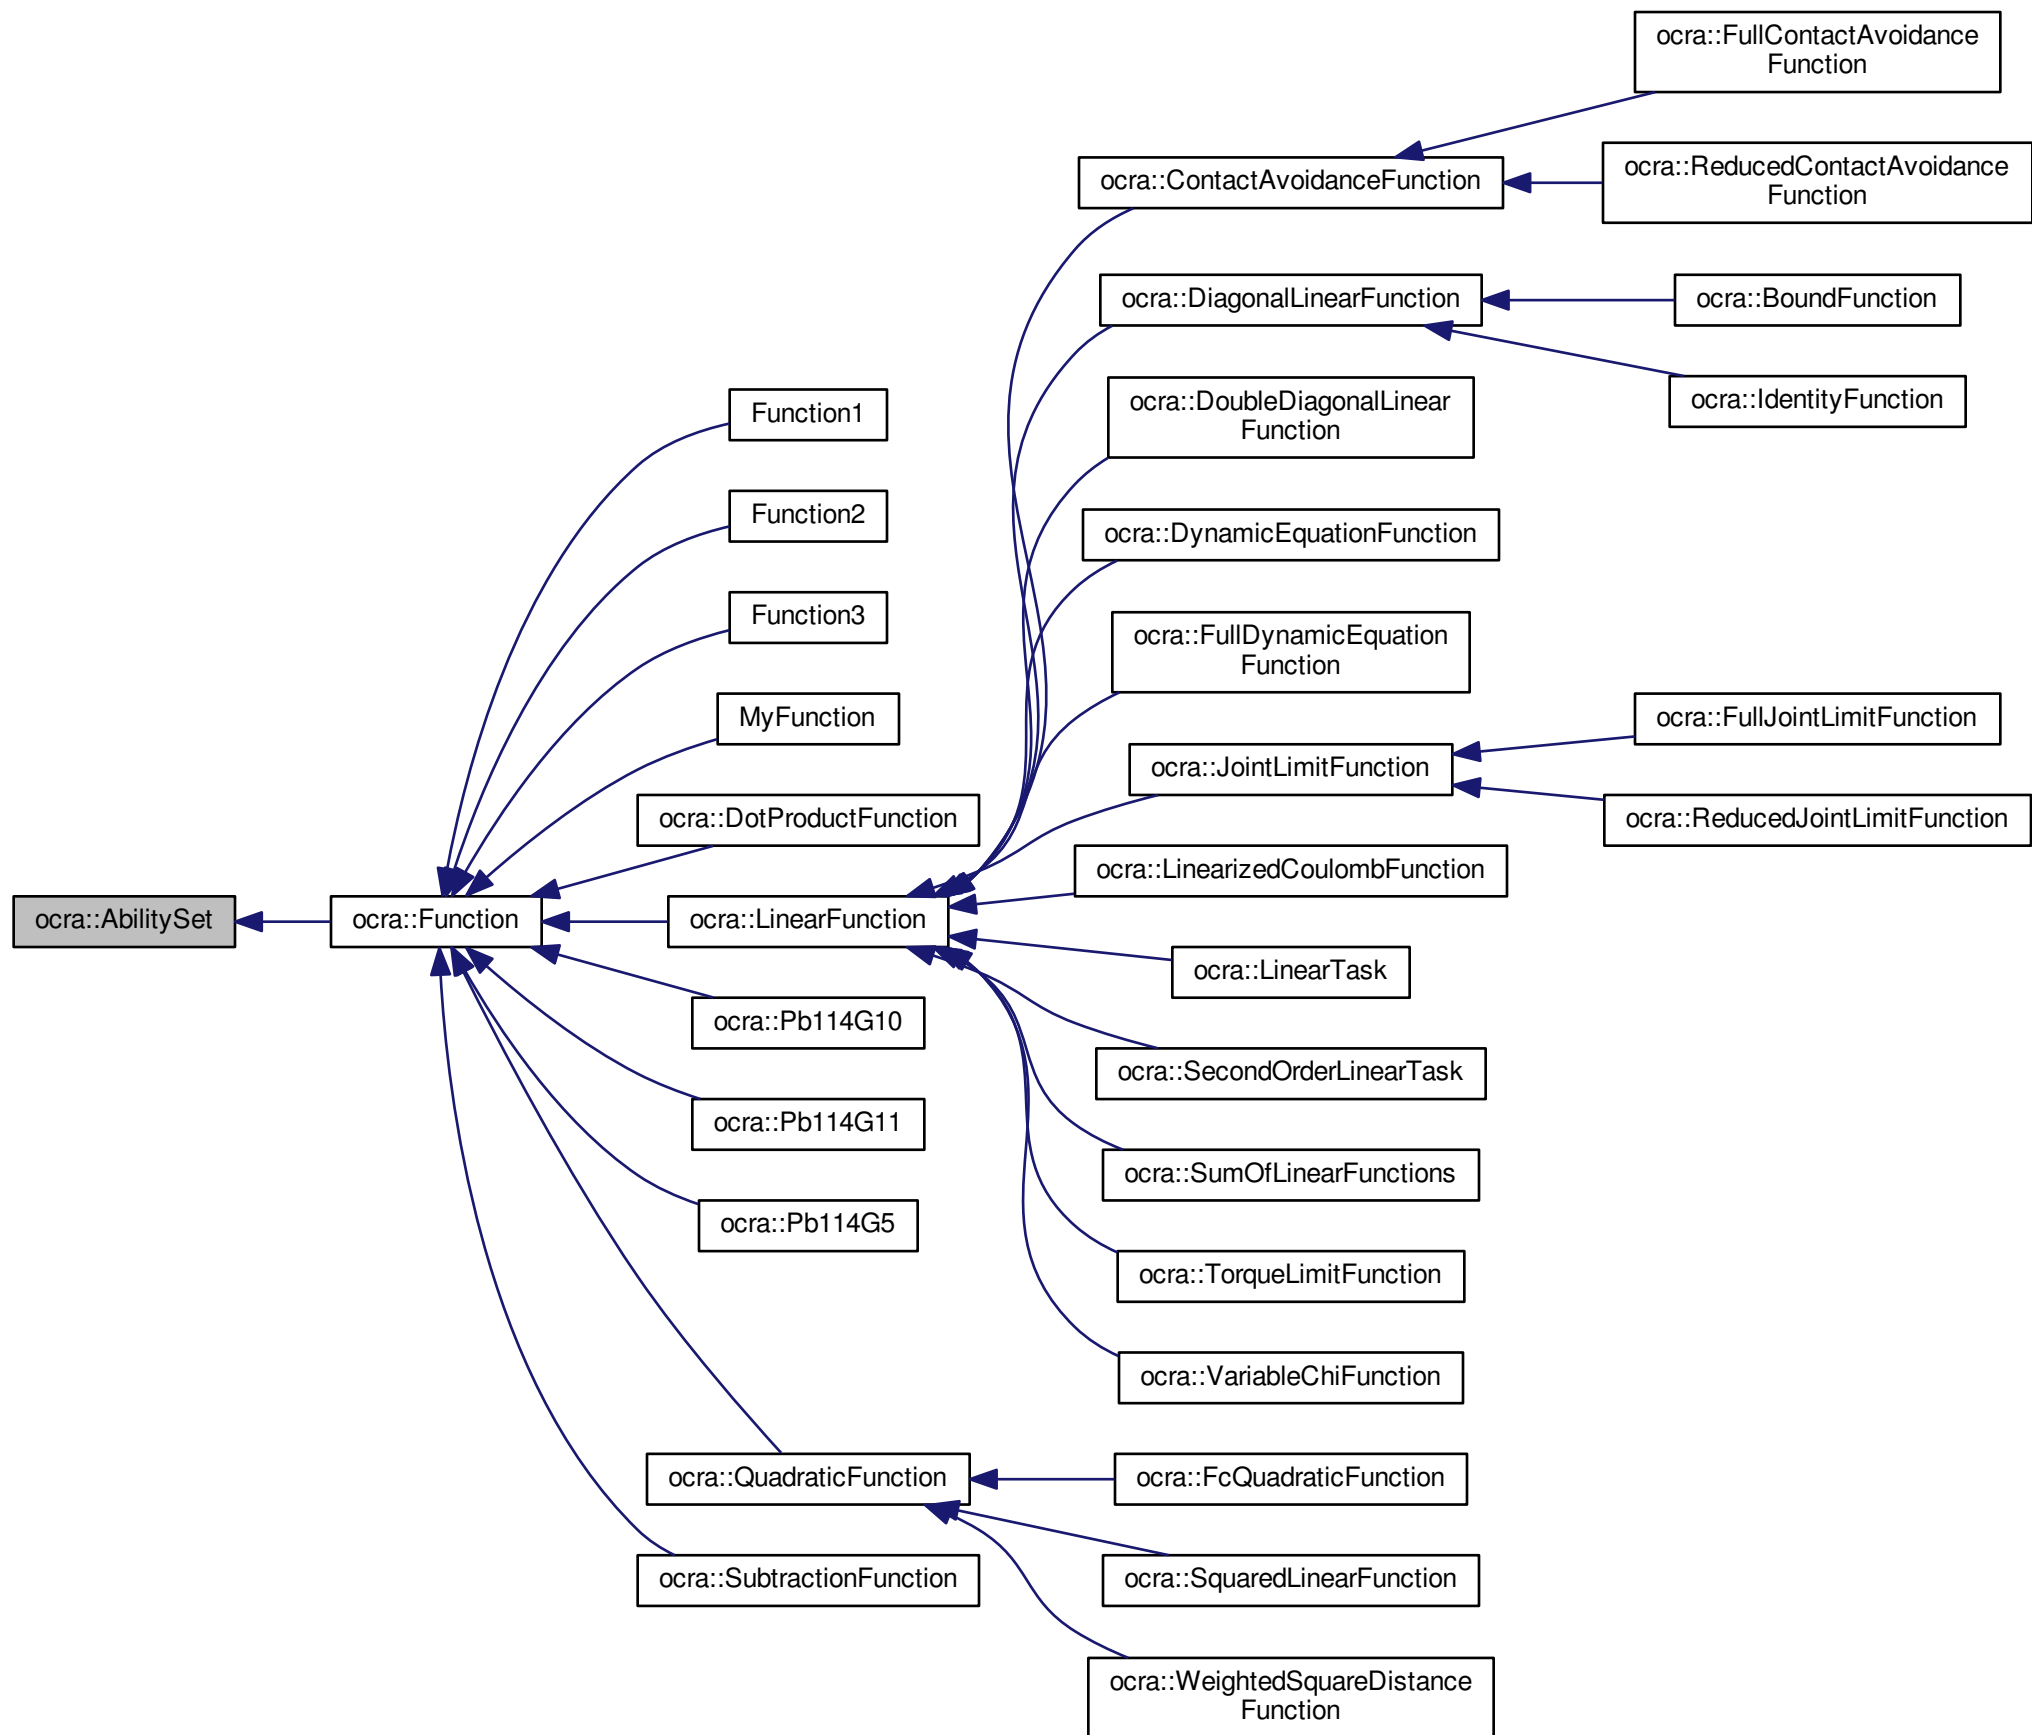 ocra::AbilitySet
ocra::Function
Function1
Function2
Function3
MyFunction
ocra::DotProductFunction
ocra::LinearFunction
ocra::Pb114G10
ocra::Pb114G11
ocra::Pb114G5
ocra::QuadraticFunction
ocra::SubtractionFunction
ocra::ContactAvoidanceFunction
ocra::DiagonalLinearFunction
ocra::DoubleDiagonalLinear
Function
ocra::DynamicEquationFunction
ocra::FullDynamicEquation
Function
ocra::JointLimitFunction
ocra::LinearizedCoulombFunction
ocra::LinearTask
ocra::SecondOrderLinearTask
ocra::SumOfLinearFunctions
ocra::TorqueLimitFunction
ocra::VariableChiFunction
ocra::FcQuadraticFunction
ocra::SquaredLinearFunction
ocra::WeightedSquareDistance
Function
ocra::FullContactAvoidance
Function
ocra::ReducedContactAvoidance
Function
ocra::BoundFunction
ocra::IdentityFunction
ocra::FullJointLimitFunction
ocra::ReducedJointLimitFunction